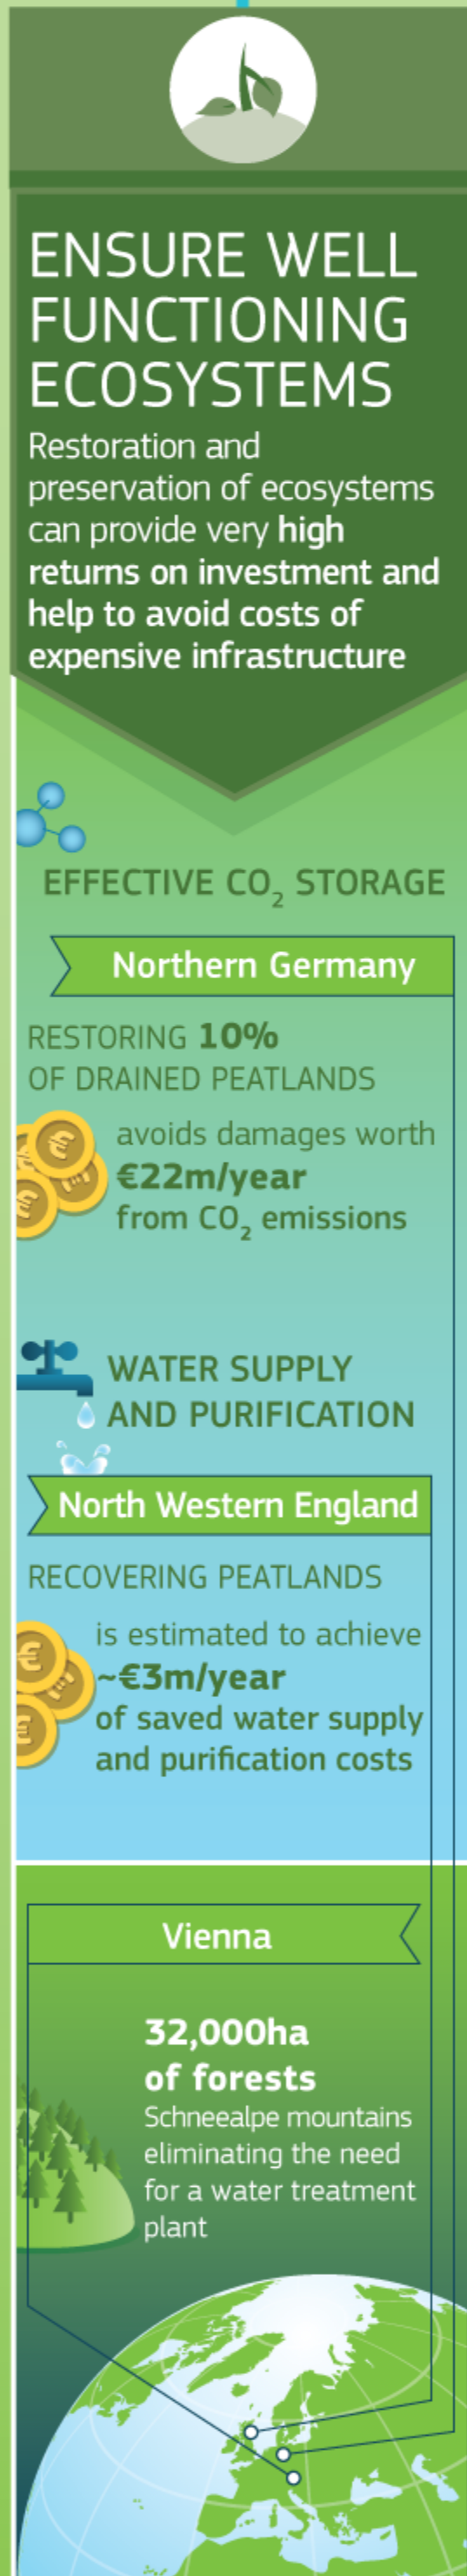 ENSURE WELL
FUNCTIONING
ECOSYSTEMS
Restoration and
preservation of ecosystems
can provide very high
returns on investment and
help to avoid costs of
expensive infrastructure
EFFECTIVE CO₂ STORAGE
Northern Germany
RESTORING 10%
OF DRAINED PEATLANDS
avoids damages worth
€22m/year
from CO₂ emissions
WATER SUPPLY
AND PURIFICATION
North Western England
RECOVERING PEATLANDS
is estimated to achieve
~€3m/year
of saved water supply
and purification costs
Vienna
32,000ha
of forests
Schneealpe mountains
eliminating the need
for a water treatment
plant